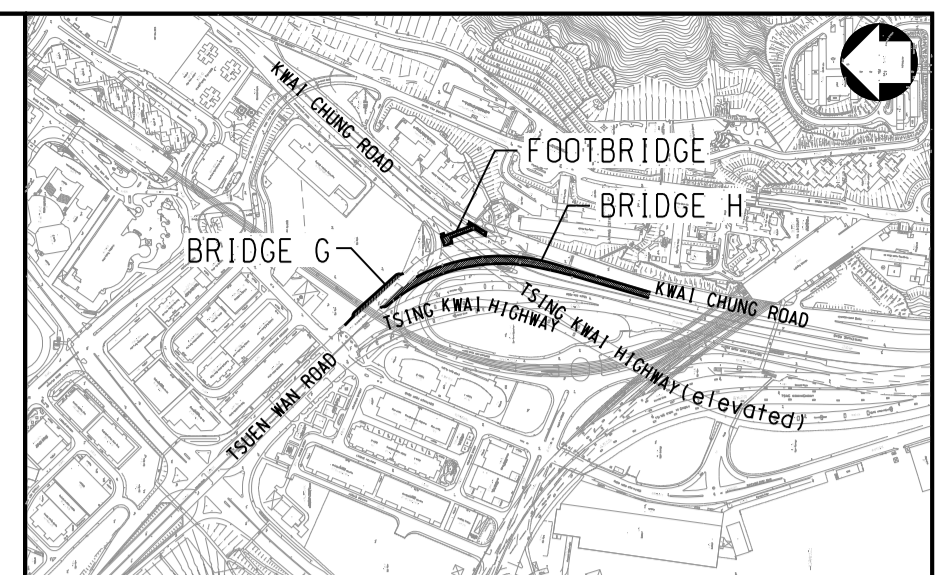 KWAI CHUNG ROAD
FOOTBRIDGE
BRIDGE H
BRIDGE G
KWAI CHUNG ROAD
TSING KWAI HIGHWAY
TSING KWAI HIGHWAY(elevated)
TSUEN WAN ROAD